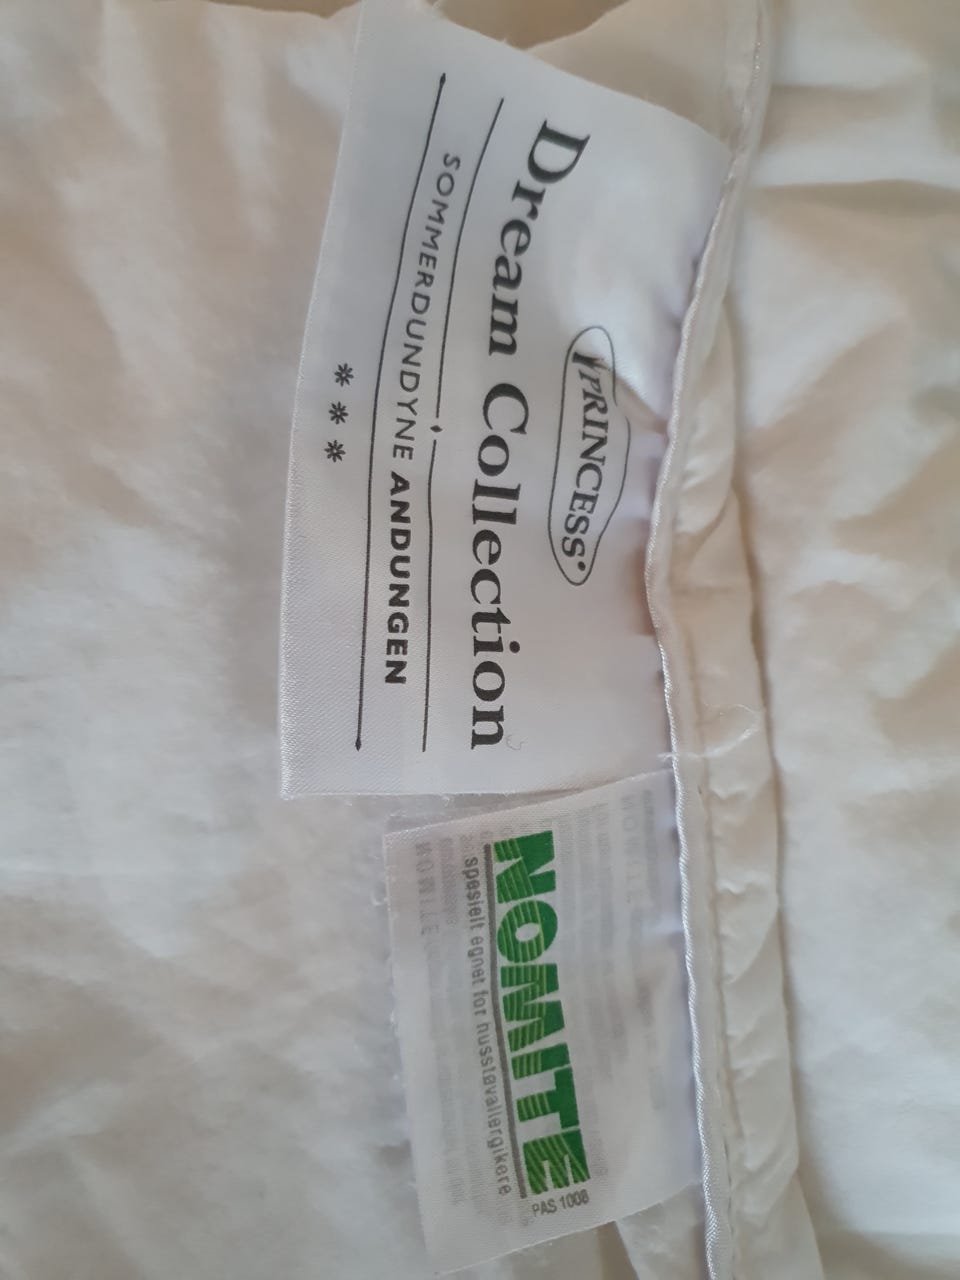 PRINCESS
Dream Collection
SOMMERDUNDYNE ANDUNGEN
***
NOMITE
spesielt egnet for husstøvallergikere
PAS 1008